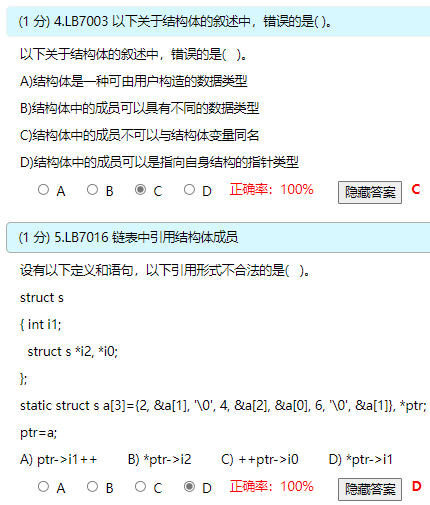 (1 分) 4.LB7003 以下关于结构体的叙述中，错误的是( )。
以下关于结构体的叙述中，错误的是(   )。
A)结构体是一种可由用户构造的数据类型
B)结构体中的成员可以具有不同的数据类型
C)结构体中的成员不可以与结构体变量同名
D)结构体中的成员可以是指向自身结构的指针类型
A B C D 正确率：100% 隐藏答案 C
(1 分) 5.LB7016 链表中引用结构体成员
设有以下定义和语句，以下引用形式不合法的是(   )。
struct s
{ int i1;
struct s *i2, *i0;
};
static struct s a[3]={2, &a[1], '\0', 4, &a[2], &a[0], 6, '\0', &a[1]}, *ptr;
ptr=a;
A) ptr->i1++ B) *ptr->i2 C) ++ptr->i0 D) *ptr->i1
A B C D 正确率：100% 隐藏答案 D